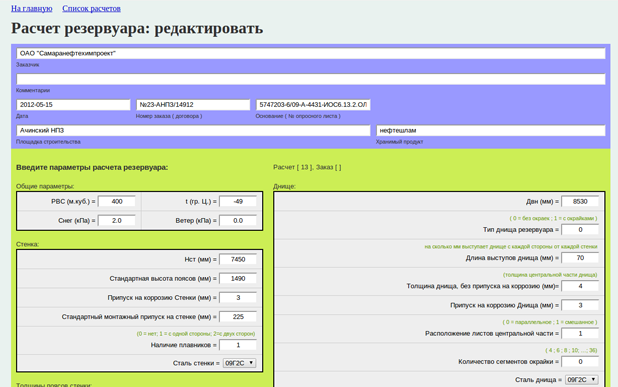 На главную Список расчетов
Расчет резервуара: редактировать
ОАО "Самаранефтехимпроект"
Заказчик
Комментарии
2012-05-15 №23-АНПЗ/14912 5747203-6/09-А-4431-ИОС6.13.2.ОЛ
Дата Номер заказа ( договора ) Основание ( № опросного листа )
Ачинский НПЗ нефтешлам
Площадка строительства Хранимый продукт
Введите параметры расчета резервуара:
Расчет [ 13 ], Заказ [ ]
Общие параметры:
РВС (м.куб.) = 400 t (гр. Ц.) = -49
Снег (кПа) = 2.0 Ветер (кПа) = 0.0
Стенка:
Нст (мм) = 7450
Стандартная высота поясов (мм) = 1490
Припуск на коррозию Стенки (мм) = 3
Стандартный монтажный припуск на стенке (мм) = 225
(0 = нет; 1 = с одной стороны; 2=с двух сторон)
Наличие плавников = 1
Сталь стенки = 09Г2С
Толщины поясов стенки:
Днище:
Двн (мм) = 8530
( 0 = без окраек ; 1 = с окрайками )
Тип днища резервуара = 0
на сколько мм выступает днище с каждой стороны от каждой стенки
Длина выступов днища (мм) = 70
(толщина центральной части днища)
Толщина днища, без припуска на коррозию (мм)= 4
Припуск на коррозию Днища (мм) = 3
( 0 = параллельное ; 1 = смешанное )
Расположение листов центральной части = 1
( 4 ; 6 ; 8 ; 10; ...; 36)
Количество сегментов окрайки = 0
Сталь днища = 09Г2С